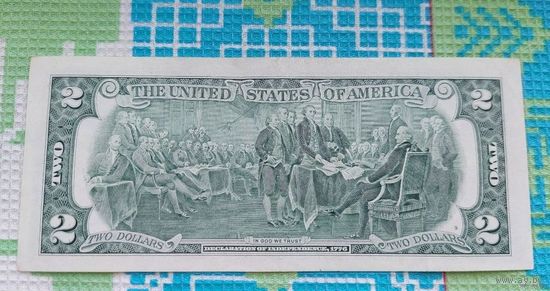 2 THE UNITED STATES OF AMERICA 2
TWO TWO
2 2
TWO DOLLARS TWO DOLLARS
IN GOD WE TRUST
DECLARATION OF INDEPENDENCE, 1776